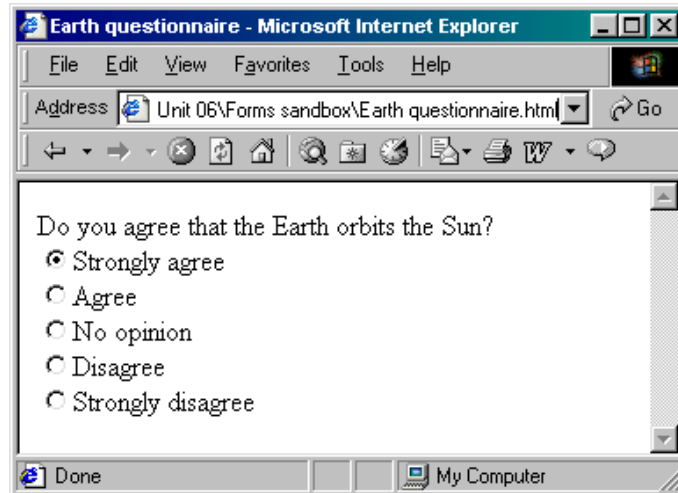 Earth questionnaire - Microsoft Internet Explorer
File Edit View Favorites Tools Help
Address Unit 06\Forms sandbox\Earth questionnaire.html Go
Do you agree that the Earth orbits the Sun?
Strongly agree
Agree
No opinion
Disagree
Strongly disagree
Done My Computer